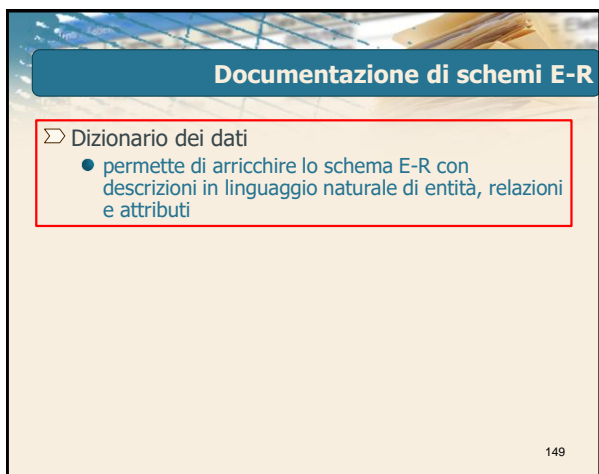 Documentazione di schemi E-R
Dizionario dei dati
permette di arricchire lo schema E-R con
descrizioni in linguaggio naturale di entità, relazioni
e attributi
149